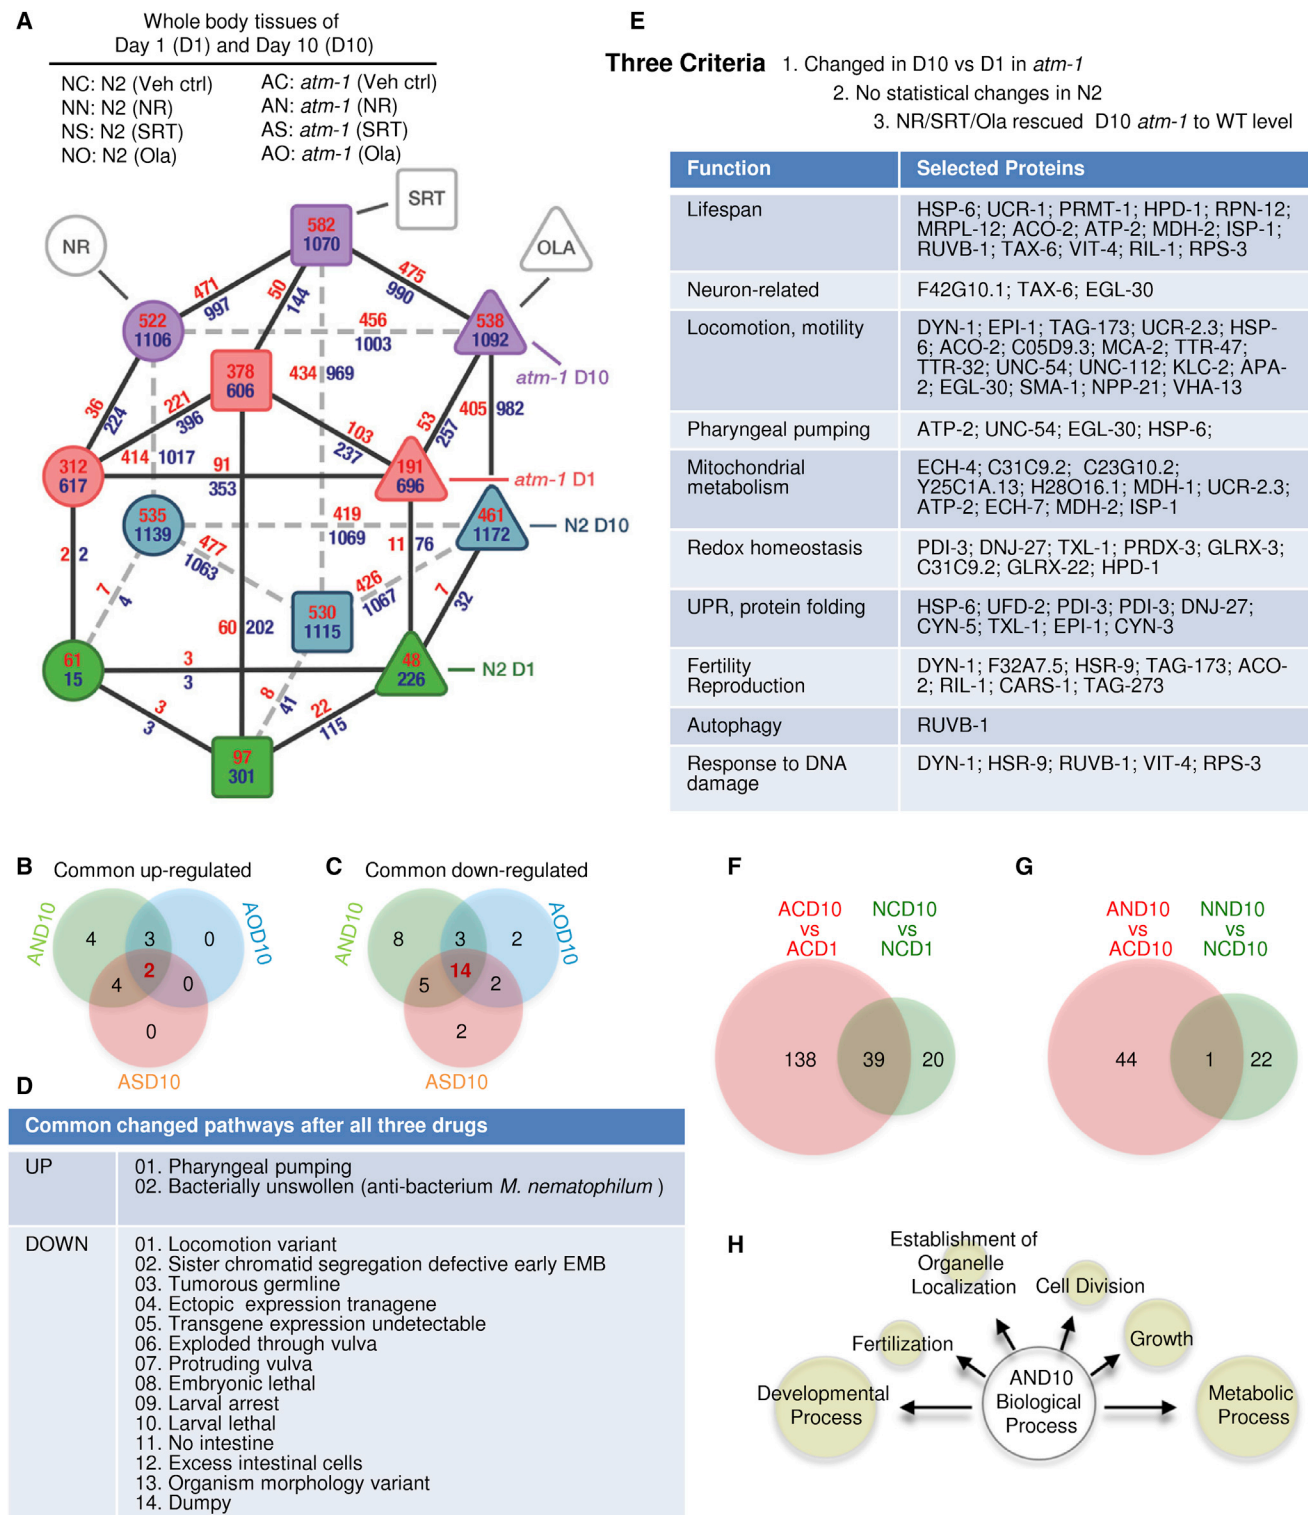 A
Whole body tissues of
Day 1 (D1) and Day 10 (D10)
NC: N2 (Veh ctrl)
NN: N2 (NR)
NS: N2 (SRT)
NO: N2 (Ola)
AC: atm-1 (Veh ctrl)
AN: atm-1 (NR)
AS: atm-1 (SRT)
AO: atm-1 (Ola)
SRT
NR
OLA
582
1070
471
997
50
144
475
990
522
1106
456
1003
538
1092
atm-1 D10
378
606
434 969
36
224
221
396
53
257
405 982
103
237
414 1017
312
617
91
353
191
696
atm-1 D1
535
1139
419
1069
461
1172
N2 D10
477
1063
11 76
426
1067
2 2
7
4
7
32
530
1115
60 202
61
15
3
3
48
226
N2 D1
8
41
3
3
22
115
97
301
B
Common up-regulated
AND10
AOD10
4
3
0
2
4
0
0
ASD10
C
Common down-regulated
AND10
AOD10
8
3
2
14
5
2
2
ASD10
D
Common changed pathways after all three drugs
UP
01. Pharyngeal pumping
02. Bacterially unswollen (anti-bacterium M. nematophilum )
DOWN
01. Locomotion variant
02. Sister chromatid segregation defective early EMB
03. Tumorous germline
04. Ectopic expression tranagene
05. Transgene expression undetectable
06. Exploded through vulva
07. Protruding vulva
08. Embryonic lethal
09. Larval arrest
10. Larval lethal
11. No intestine
12. Excess intestinal cells
13. Organism morphology variant
14. Dumpy
E
Three Criteria 1. Changed in D10 vs D1 in atm-1
2. No statistical changes in N2
3. NR/SRT/Ola rescued D10 atm-1 to WT level
Function
Selected Proteins
Lifespan
HSP-6; UCR-1; PRMT-1; HPD-1; RPN-12;
MRPL-12; ACO-2; ATP-2; MDH-2; ISP-1;
RUVB-1; TAX-6; VIT-4; RIL-1; RPS-3
Neuron-related
F42G10.1; TAX-6; EGL-30
Locomotion, motility
DYN-1; EPI-1; TAG-173; UCR-2.3; HSP-
6; ACO-2; C05D9.3; MCA-2; TTR-47;
TTR-32; UNC-54; UNC-112; KLC-2; APA-
2; EGL-30; SMA-1; NPP-21; VHA-13
Pharyngeal pumping
ATP-2; UNC-54; EGL-30; HSP-6;
Mitochondrial
metabolism
ECH-4; C31C9.2; C23G10.2;
Y25C1A.13; H28O16.1; MDH-1; UCR-2.3;
ATP-2; ECH-7; MDH-2; ISP-1
Redox homeostasis
PDI-3; DNJ-27; TXL-1; PRDX-3; GLRX-3;
C31C9.2; GLRX-22; HPD-1
UPR, protein folding
HSP-6; UFD-2; PDI-3; PDI-3; DNJ-27;
CYN-5; TXL-1; EPI-1; CYN-3
Fertility
Reproduction
DYN-1; F32A7.5; HSR-9; TAG-173; ACO-
2; RIL-1; CARS-1; TAG-273
Autophagy
RUVB-1
Response to DNA
damage
DYN-1; HSR-9; RUVB-1; VIT-4; RPS-3
F
ACD10
vs
ACD1
NCD10
vs
NCD1
138
39
20
G
AND10
vs
ACD10
NND10
vs
NCD10
44
1
22
H
Establishment of
Organelle
Localization
Cell Division
Fertilization
Growth
Developmental
Process
AND10
Biological
Process
Metabolic
Process